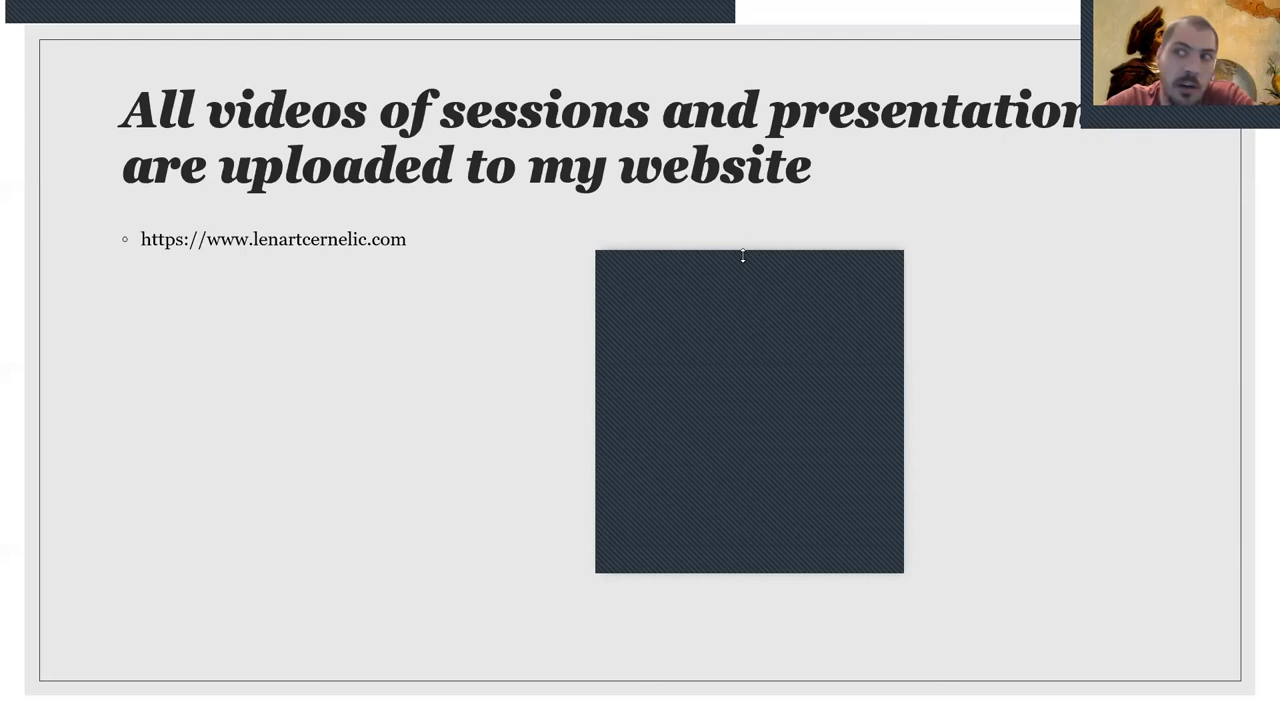 All videos of sessions and presentation
are uploaded to my website
https://www.lenartcernelic.com